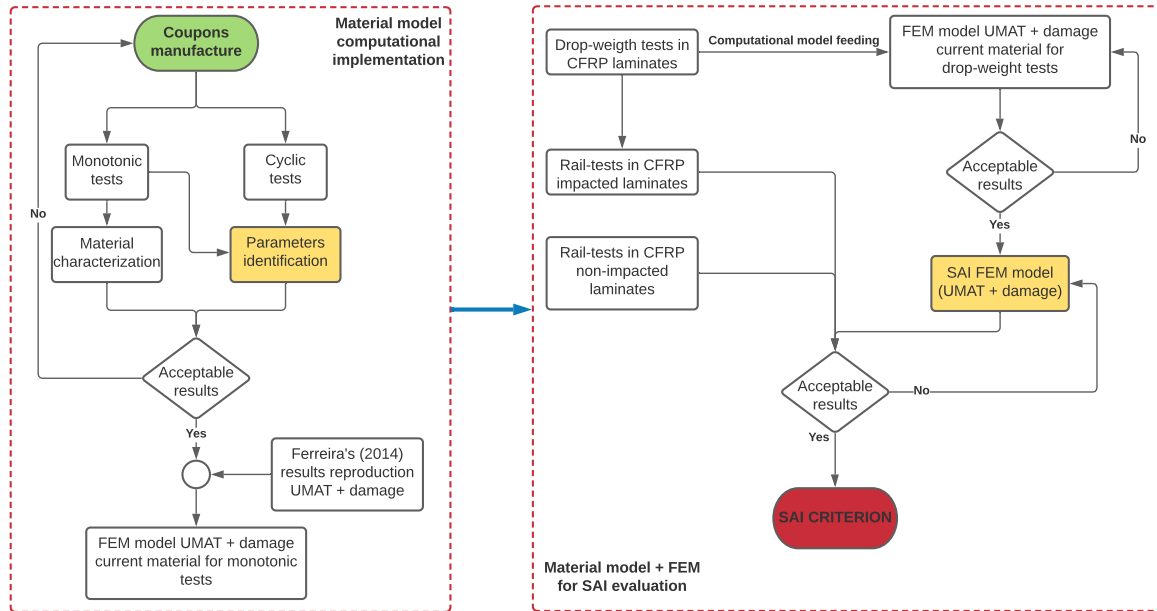 Coupons
manufacture
Material model
computational
implementation
Monotonic
tests
Cyclic
tests
No
Material
characterization
Parameters
identification
Acceptable
results
Yes
Ferreira's (2014)
results reproduction
UMAT + damage
FEM model UMAT + damage
current material for monotonic
tests
Drop-weigth tests in
CFRP laminates
Computational model feeding
FEM model UMAT + damage
current material for
drop-weight tests
No
Acceptable
results
Rail-tests in CFRP
impacted laminates
Yes
Rail-tests in CFRP
non-impacted
laminates
SAI FEM model
(UMAT + damage)
Acceptable
results
No
Yes
SAI CRITERION
Material model + FEM
for SAI evaluation